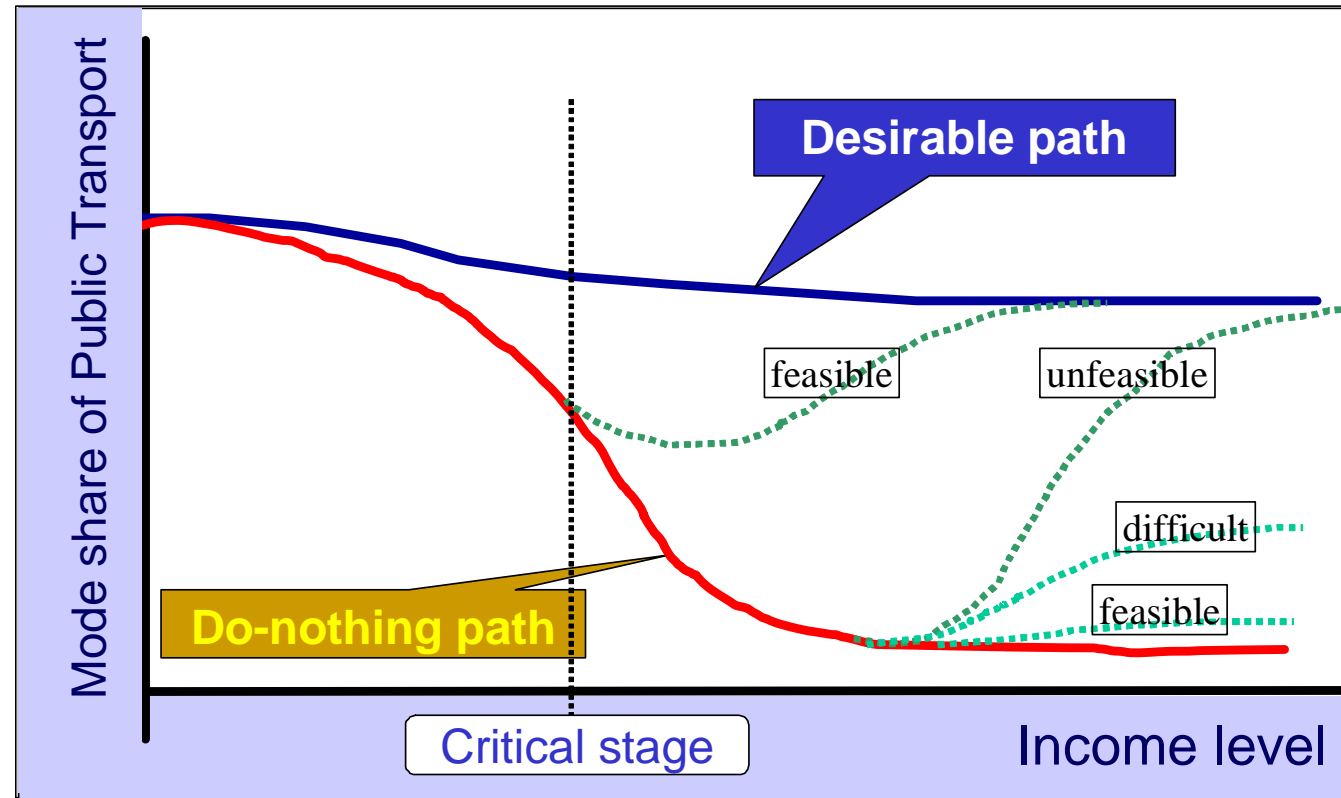 Mode share of Public Transport
Desirable path
feasible
unfeasible
difficult
feasible
Do-nothing path
Critical stage
Income level